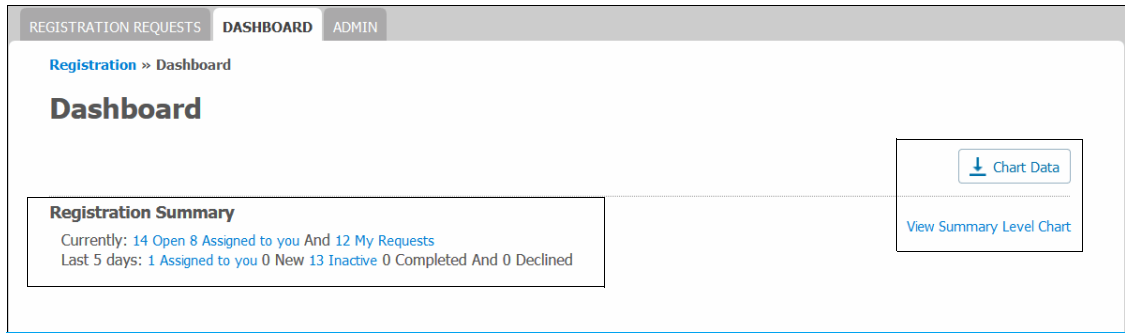 REGISTRATION REQUESTS DASHBOARD ADMIN
Registration » Dashboard
Dashboard
Chart Data
Registration Summary
View Summary Level Chart
Currently: 14 Open 8 Assigned to you And 12 My Requests
Last 5 days: 1 Assigned to you 0 New 13 Inactive 0 Completed And 0 Declined